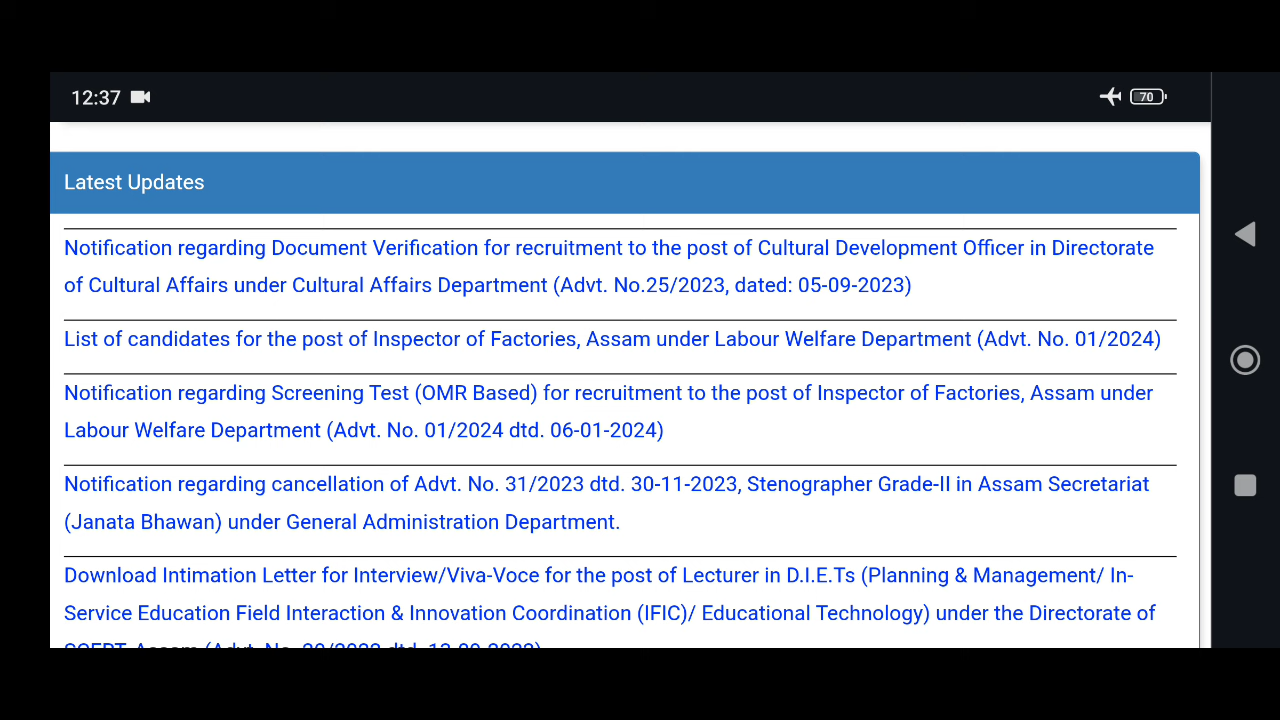 12:37
70
Latest Updates
Notification regarding Document Verification for recruitment to the post of Cultural Development Officer in Directorate
of Cultural Affairs under Cultural Affairs Department (Advt. No.25/2023, dated: 05-09-2023)
List of candidates for the post of Inspector of Factories, Assam under Labour Welfare Department (Advt. No. 01/2024)
Notification regarding Screening Test (OMR Based) for recruitment to the post of Inspector of Factories, Assam under
Labour Welfare Department (Advt. No. 01/2024 dtd. 06-01-2024)
Notification regarding cancellation of Advt. No. 31/2023 dtd. 30-11-2023, Stenographer Grade-II in Assam Secretariat
(Janata Bhawan) under General Administration Department.
Download Intimation Letter for Interview/Viva-Voce for the post of Lecturer in D.I.E.Ts (Planning & Management/ In-
Service Education Field Interaction & Innovation Coordination (IFIC)/ Educational Technology) under the Directorate of
Assam (Advt. No.